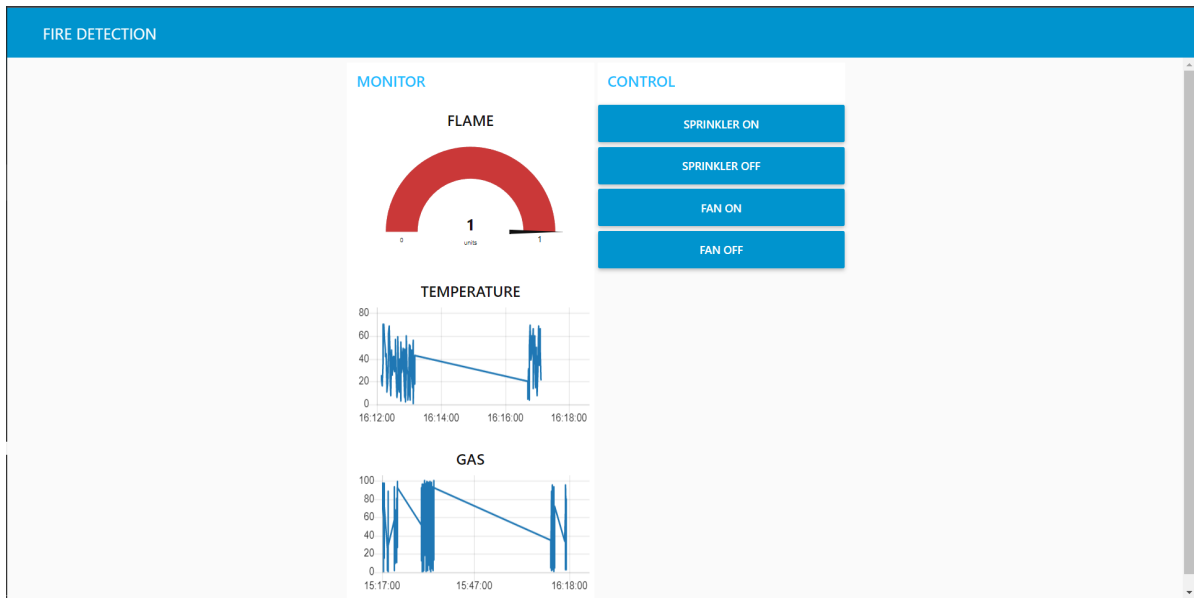 FIRE DETECTION
MONITOR
FLAME
1
0
units
1
TEMPERATURE
80
60
40
20
0
16:12:00 16:14:00 16:16:00 16:18:00
GAS
100
80
60
40
20
0
15:17:00 15:47:00 16:18:00
CONTROL
SPRINKLER ON
SPRINKLER OFF
FAN ON
FAN OFF